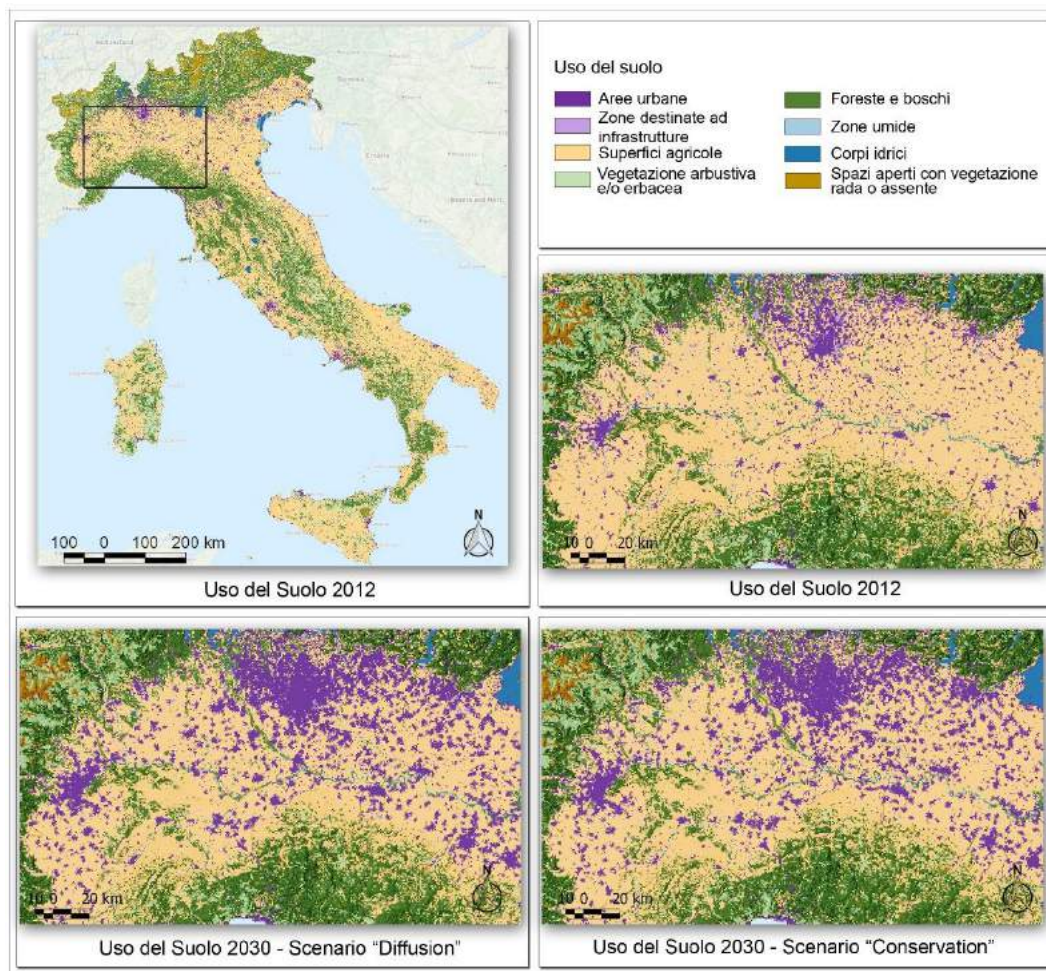 Uso del suolo
Aree urbane
Zone destinate ad
infrastrutture
Superfici agricole
Vegetazione arbustiva
e/o erbacea
Foreste e boschi
Zone umide
Corpi idrici
Spazi aperti con vegetazione
rada o assente
N
100 0 100 200 km
Uso del Suolo 2012
N
10 0 20 km
Uso del Suolo 2012
N
10 0 20 km
Uso del Suolo 2030 - Scenario "Diffusion"
N
10 0 20 km
Uso del Suolo 2030 - Scenario "Conservation"